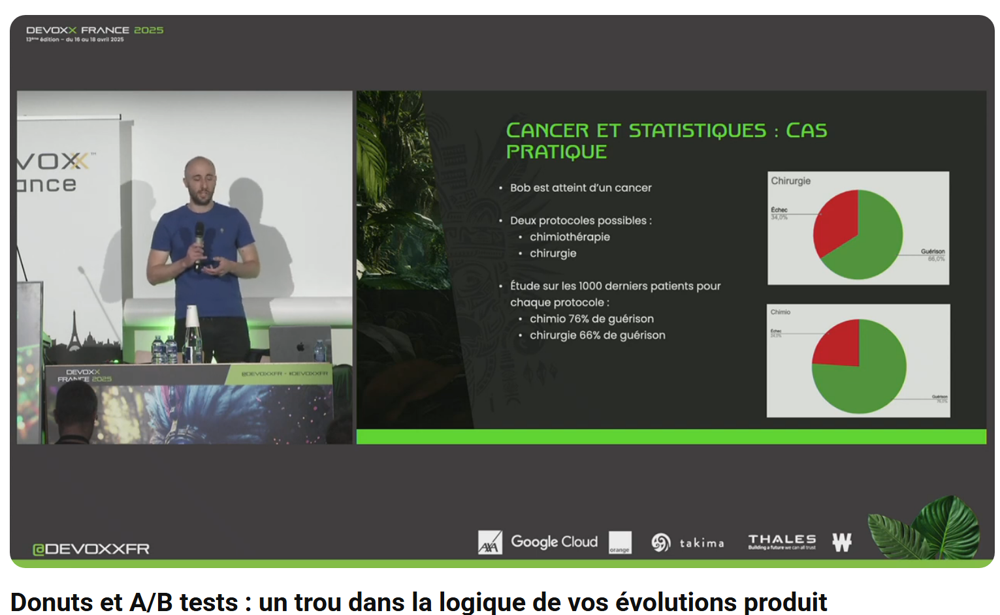 DEVOXX FRANCE 2025
13ème édition – du 16 au 18 avril 2025
VOXX™
ance
DEVOXX
FRANCE 2025
@DEVOXXFR - #DEVOXXFR
CANCER ET STATISTIQUES : CAS
PRATIQUE
• Bob est atteint d’un cancer
• Deux protocoles possibles :
• chimiothérapie
• chirurgie
• Étude sur les 1000 derniers patients pour
chaque protocole :
• chimio 76% de guérison
• chirurgie 66% de guérison
Chirurgie
Échec
34,0%
Guérison
66,0%
Chimio
Échec
24,0%
Guérison
76,0%
@DEVOXXFR
AXA
Google Cloud
orange
takima
THALES
Building a future we can all trust
W
Donuts et A/B tests : un trou dans la logique de vos évolutions produit